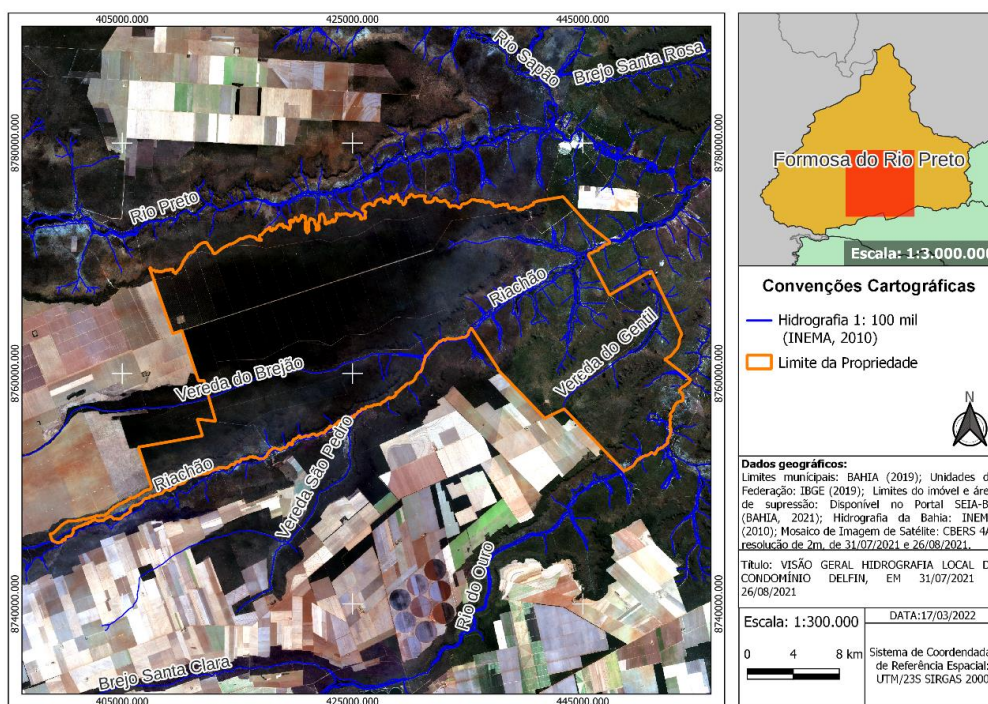 405000.000
425000.000
445000.000
8780000.000
8760000.000
8740000.000
8780000.000
8760000.000
8740000.000
Rio Sapão
Brejo Santa Rosa
Rio Preto
Riachão
Vereda do Gentil
Vereda do Brejão
Riachão
Vereda São Pedro
Rio do Ouro
Brejo Santa Clara
405000.000
425000.000
445000.000
Formosa do Rio Preto
Escala: 1:3.000.000
Convenções Cartográficas
Hidrografia 1: 100 mil
(INEMA, 2010)
Limite da Propriedade
N
Dados geográficos:
Limites municipais: BAHIA (2019); Unidades d
Federação: IBGE (2019); Limites do imóvel e áre
de supressão: Disponível no Portal SEIA-B
(BAHIA, 2021); Hidrografia da Bahia: INEM
(2010); Mosaico de Imagem de Satélite: CBERS 4A
resolução de 2m, de 31/07/2021 e 26/08/2021.
Título: VISÃO GERAL HIDROGRAFIA LOCAL D
CONDOMÍNIO DELFIN, EM 31/07/2021
26/08/2021
Escala: 1:300.000
0 4 8 km
DATA:17/03/2022
Sistema de Coordenada
de Referência Espacial:
UTM/23S SIRGAS 2000